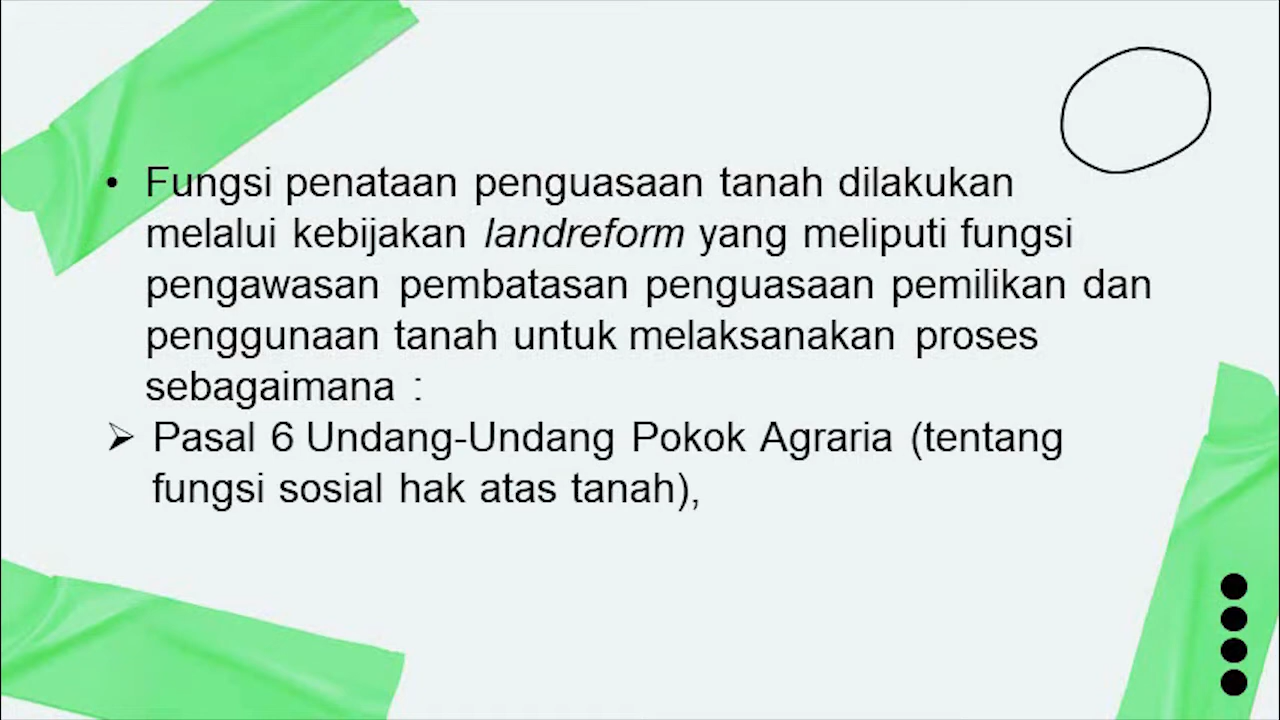 • Fungsi penataan penguasaan tanah dilakukan
melalui kebijakan landreform yang meliputi fungsi
pengawasan pembatasan penguasaan pemilikan dan
penggunaan tanah untuk melaksanakan proses
sebagaimana :
➢ Pasal 6 Undang-Undang Pokok Agraria (tentang
fungsi sosial hak atas tanah),